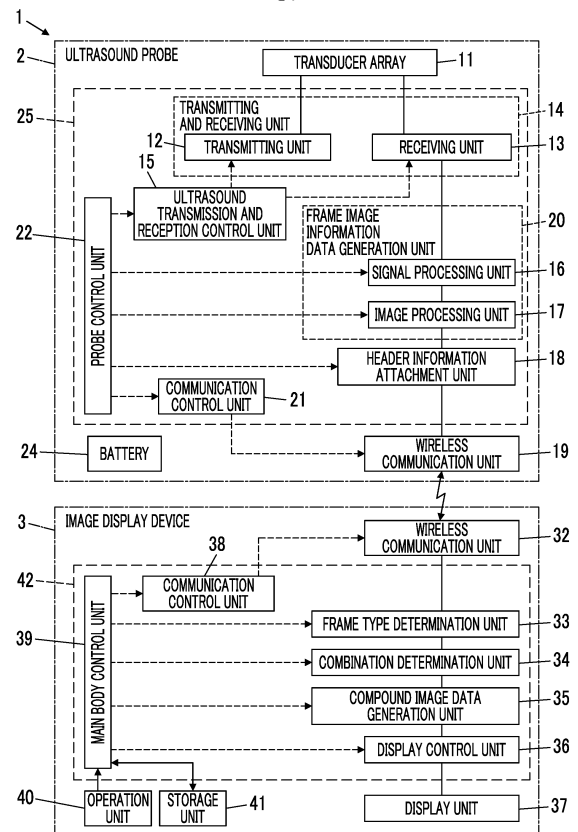 1
2
ULTRASOUND PROBE
TRANSDUCER ARRAY
11
25
TRANSMITTING
AND RECEIVING UNIT
14
12
TRANSMITTING UNIT
RECEIVING UNIT
13
15
ULTRASOUND
TRANSMISSION AND
RECEPTION CONTROL UNIT
22
PROBE CONTROL UNIT
FRAME IMAGE
INFORMATION
DATA GENERATION UNIT
20
SIGNAL PROCESSING UNIT
16
IMAGE PROCESSING UNIT
17
HEADER INFORMATION
ATTACHMENT UNIT
18
COMMUNICATION
CONTROL UNIT
21
24
BATTERY
WIRELESS
COMMUNICATION UNIT
19
3
IMAGE DISPLAY DEVICE
38
WIRELESS
COMMUNICATION UNIT
32
42
COMMUNICATION
CONTROL UNIT
39
MAIN BODY CONTROL UNIT
FRAME TYPE DETERMINATION UNIT
33
COMBINATION DETERMINATION UNIT
34
COMPOUND IMAGE DATA
GENERATION UNIT
35
DISPLAY CONTROL UNIT
36
40
OPERATION
UNIT
STORAGE
UNIT
41
DISPLAY UNIT
37